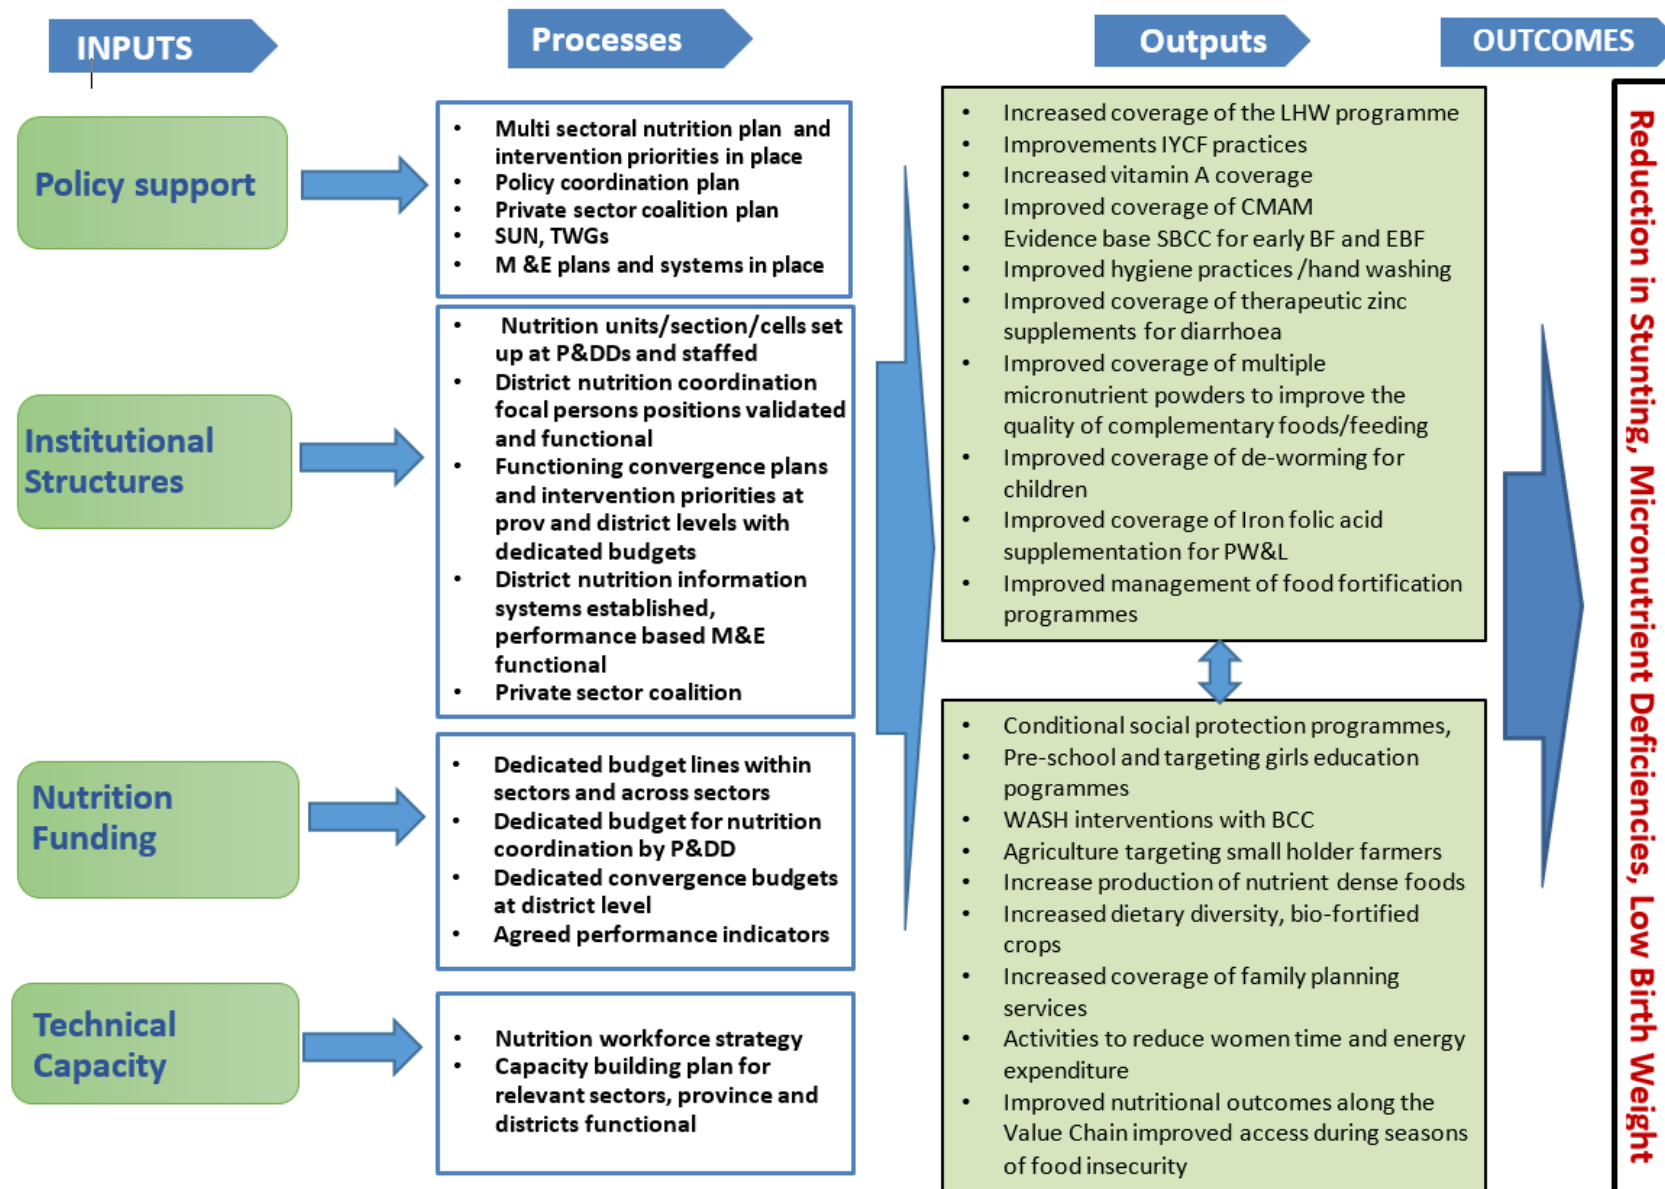 INPUTS
Processes
Outputs
OUTCOMES
Policy support
• Multi sectoral nutrition plan and
intervention priorities in place
• Policy coordination plan
• Private sector coalition plan
• SUN, TWGs
• M &E plans and systems in place
Institutional
Structures
• Nutrition units/section/cells set
up at P&DDs and staffed
• District nutrition coordination
focal persons positions validated
and functional
• Functioning convergence plans
and intervention priorities at
prov and district levels with
dedicated budgets
• District nutrition information
systems established,
performance based M&E
functional
• Private sector coalition
Nutrition
Funding
• Dedicated budget lines within
sectors and across sectors
• Dedicated budget for nutrition
coordination by P&DD
• Dedicated convergence budgets
at district level
• Agreed performance indicators
Technical
Capacity
• Nutrition workforce strategy
• Capacity building plan for
relevant sectors, province and
districts functional
• Increased coverage of the LHW programme
• Improvements IYCF practices
• Increased vitamin A coverage
• Improved coverage of CMAM
• Evidence base SBCC for early BF and EBF
• Improved hygiene practices /hand washing
• Improved coverage of therapeutic zinc
supplements for diarrhoea
• Improved coverage of multiple
micronutrient powders to improve the
quality of complementary foods/feeding
• Improved coverage of de-worming for
children
• Improved coverage of Iron folic acid
supplementation for PW&L
• Improved management of food fortification
programmes
• Conditional social protection programmes,
• Pre-school and targeting girls education
pogrammes
• WASH interventions with BCC
• Agriculture targeting small holder farmers
• Increase production of nutrient dense foods
• Increased dietary diversity, bio-fortified
crops
• Increased coverage of family planning
services
• Activities to reduce women time and energy
expenditure
• Improved nutritional outcomes along the
Value Chain improved access during seasons
of food insecurity
Reduction in Stunting, Micronutrient Deficiencies, Low Birth Weight